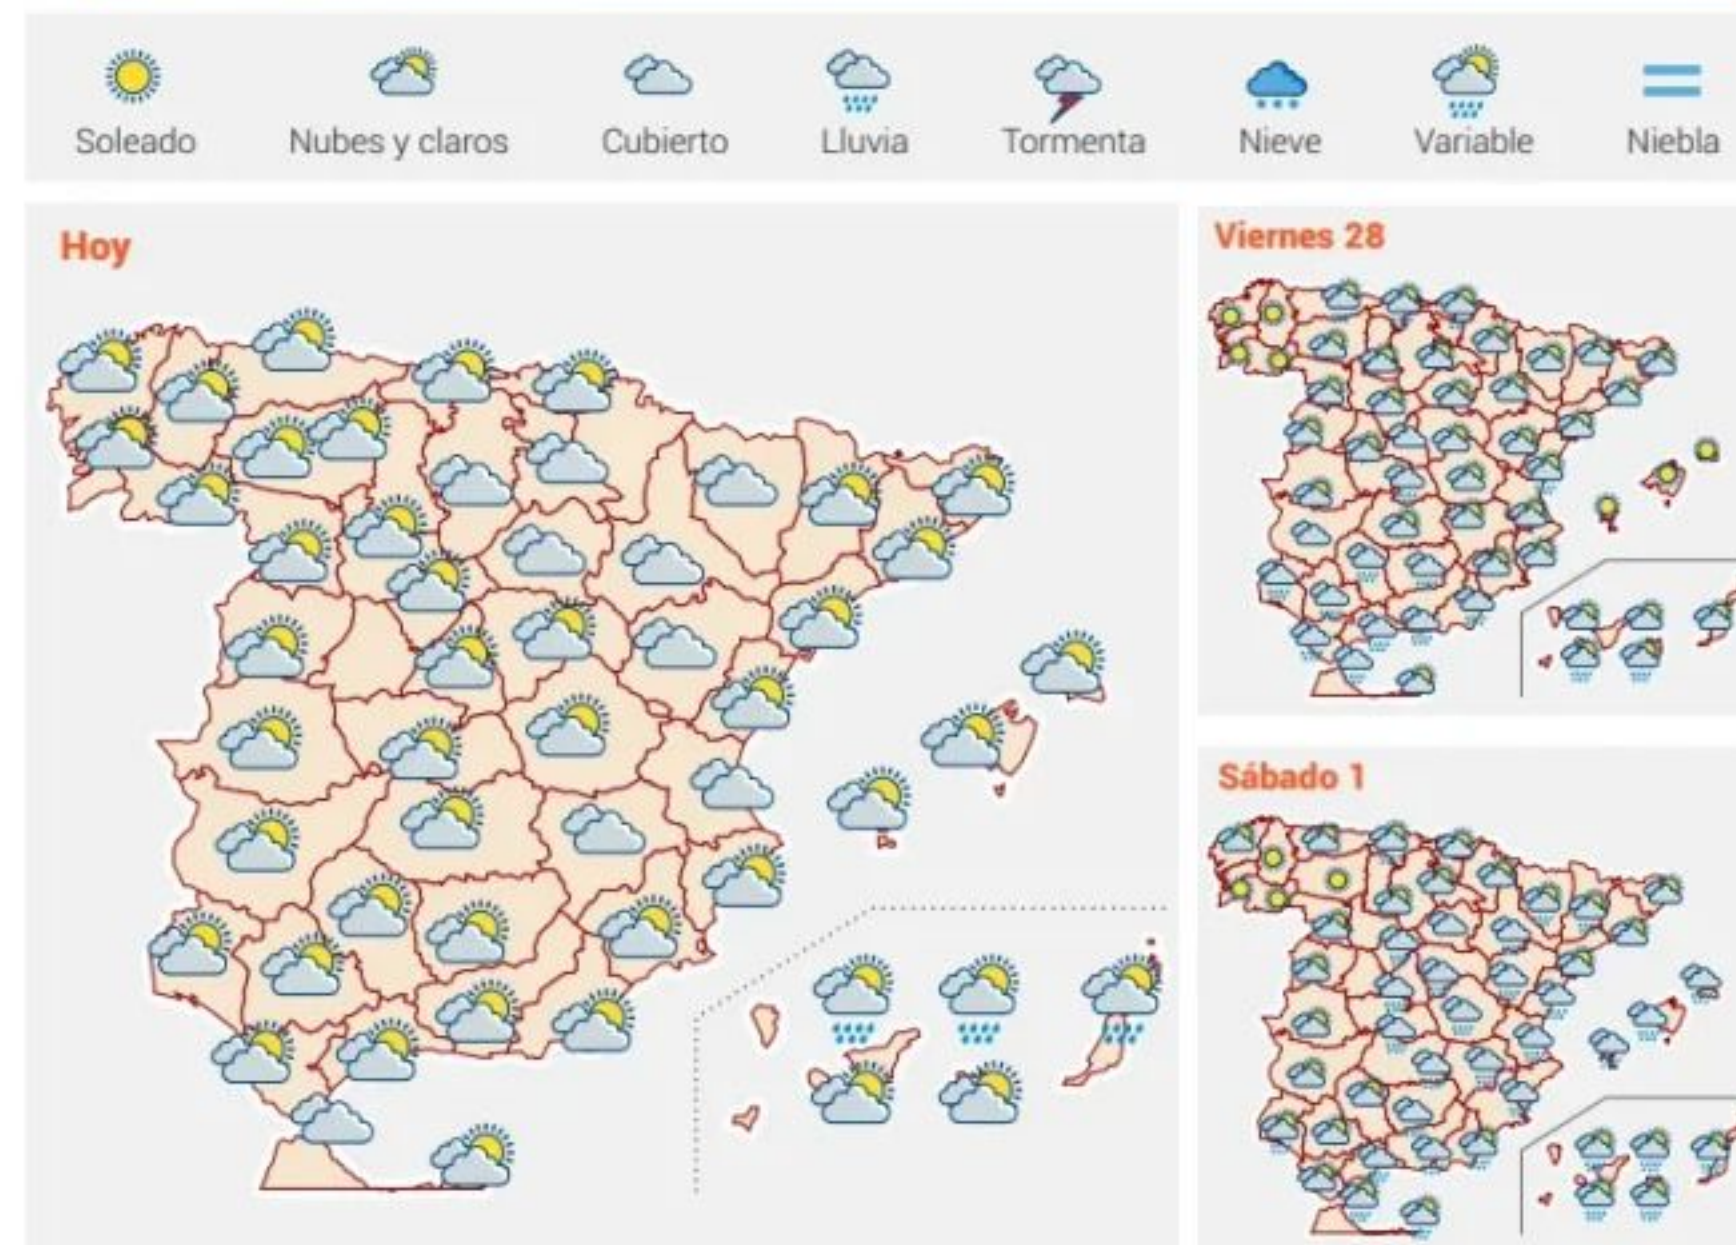 Soleado
Nubes y claros
Cubierto
Lluvia
Tormenta
Nieve
Variable
Niebla
Hoy
Viernes 28
Sábado 1